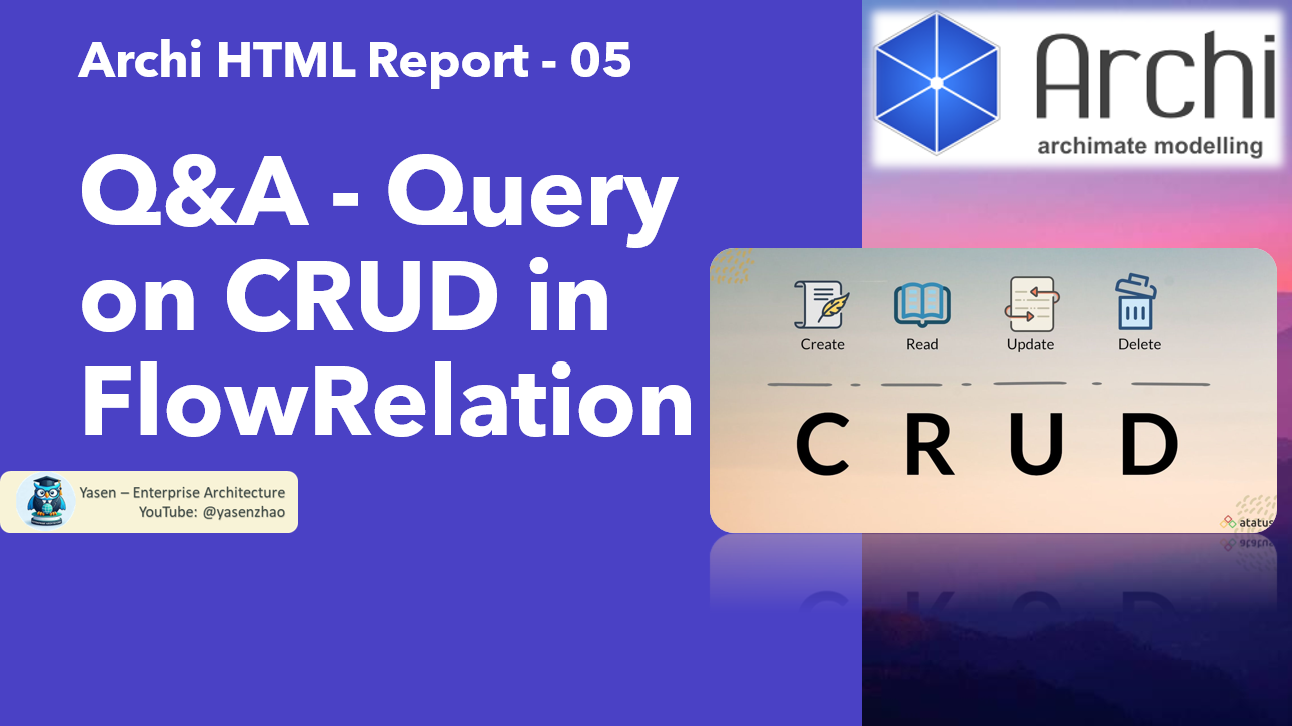 Archi HTML Report - 05
Q&A - Query
on CRUD in
FlowRelation
Yasen – Enterprise Architecture
YouTube: @yasenzhao
Archi
archimate modelling
Create Read Update Delete
C R U D
atatus